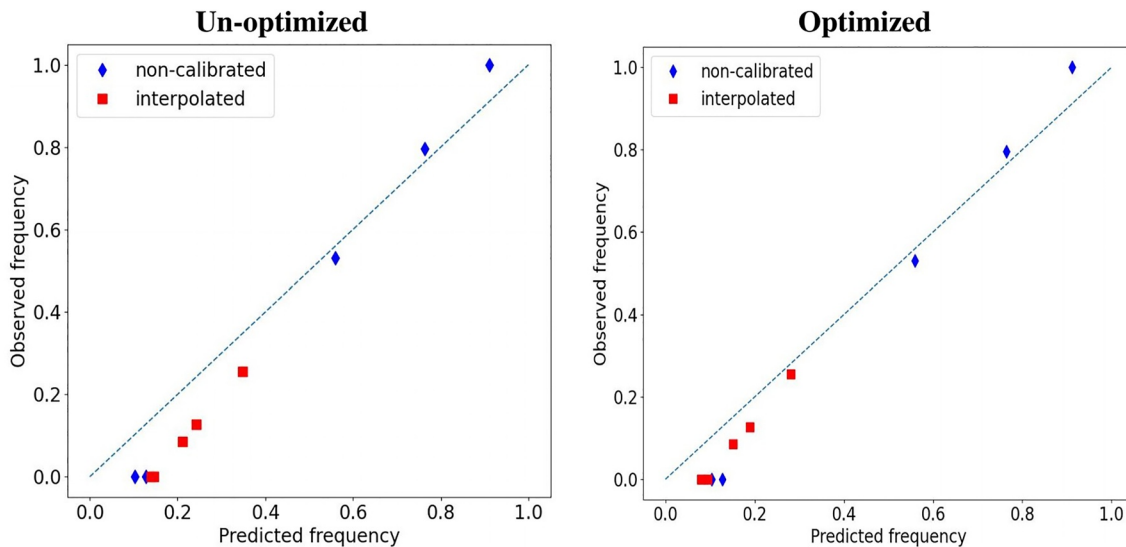 Un-optimized
non-calibrated
interpolated
1.0
0.8
0.6
0.4
0.2
0.0
Observed frequency
0.0 0.2 0.4 0.6 0.8 1.0
Predicted frequency
Optimized
non-calibrated
interpolated
1.0
0.8
0.6
0.4
0.2
0.0
Observed frequency
0.0 0.2 0.4 0.6 0.8 1.0
Predicted frequency